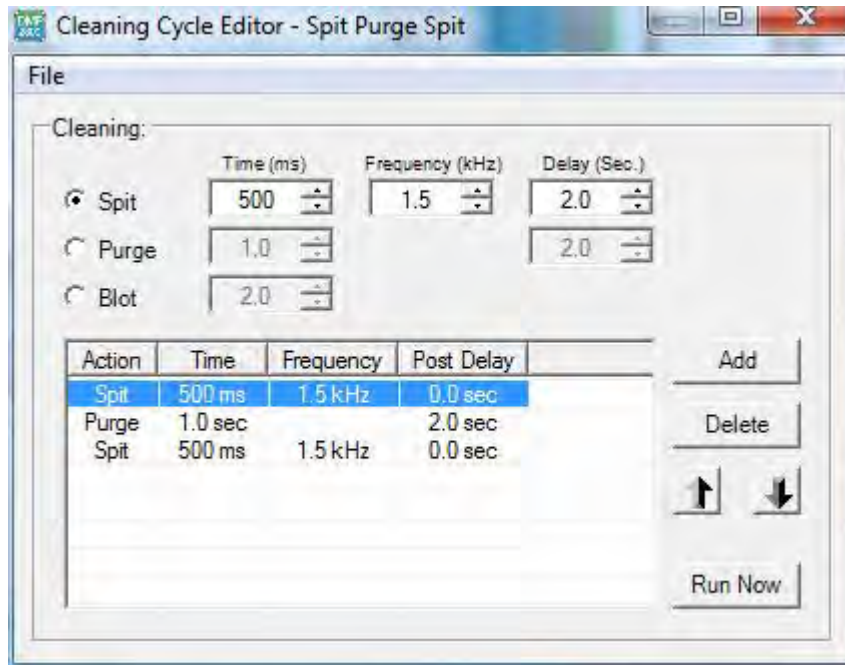 Cleaning Cycle Editor - Spit Purge Spit
File
Cleaning:
Time (ms) Frequency (kHz) Delay (Sec.)
Spit 500 1.5 2.0
Purge 1.0 2.0
Blot 2.0
Action Time Frequency Post Delay
Spit 500 ms 1.5 kHz 0.0 sec
Purge 1.0 sec 2.0 sec
Spit 500 ms 1.5 kHz 0.0 sec
Add
Delete
Run Now